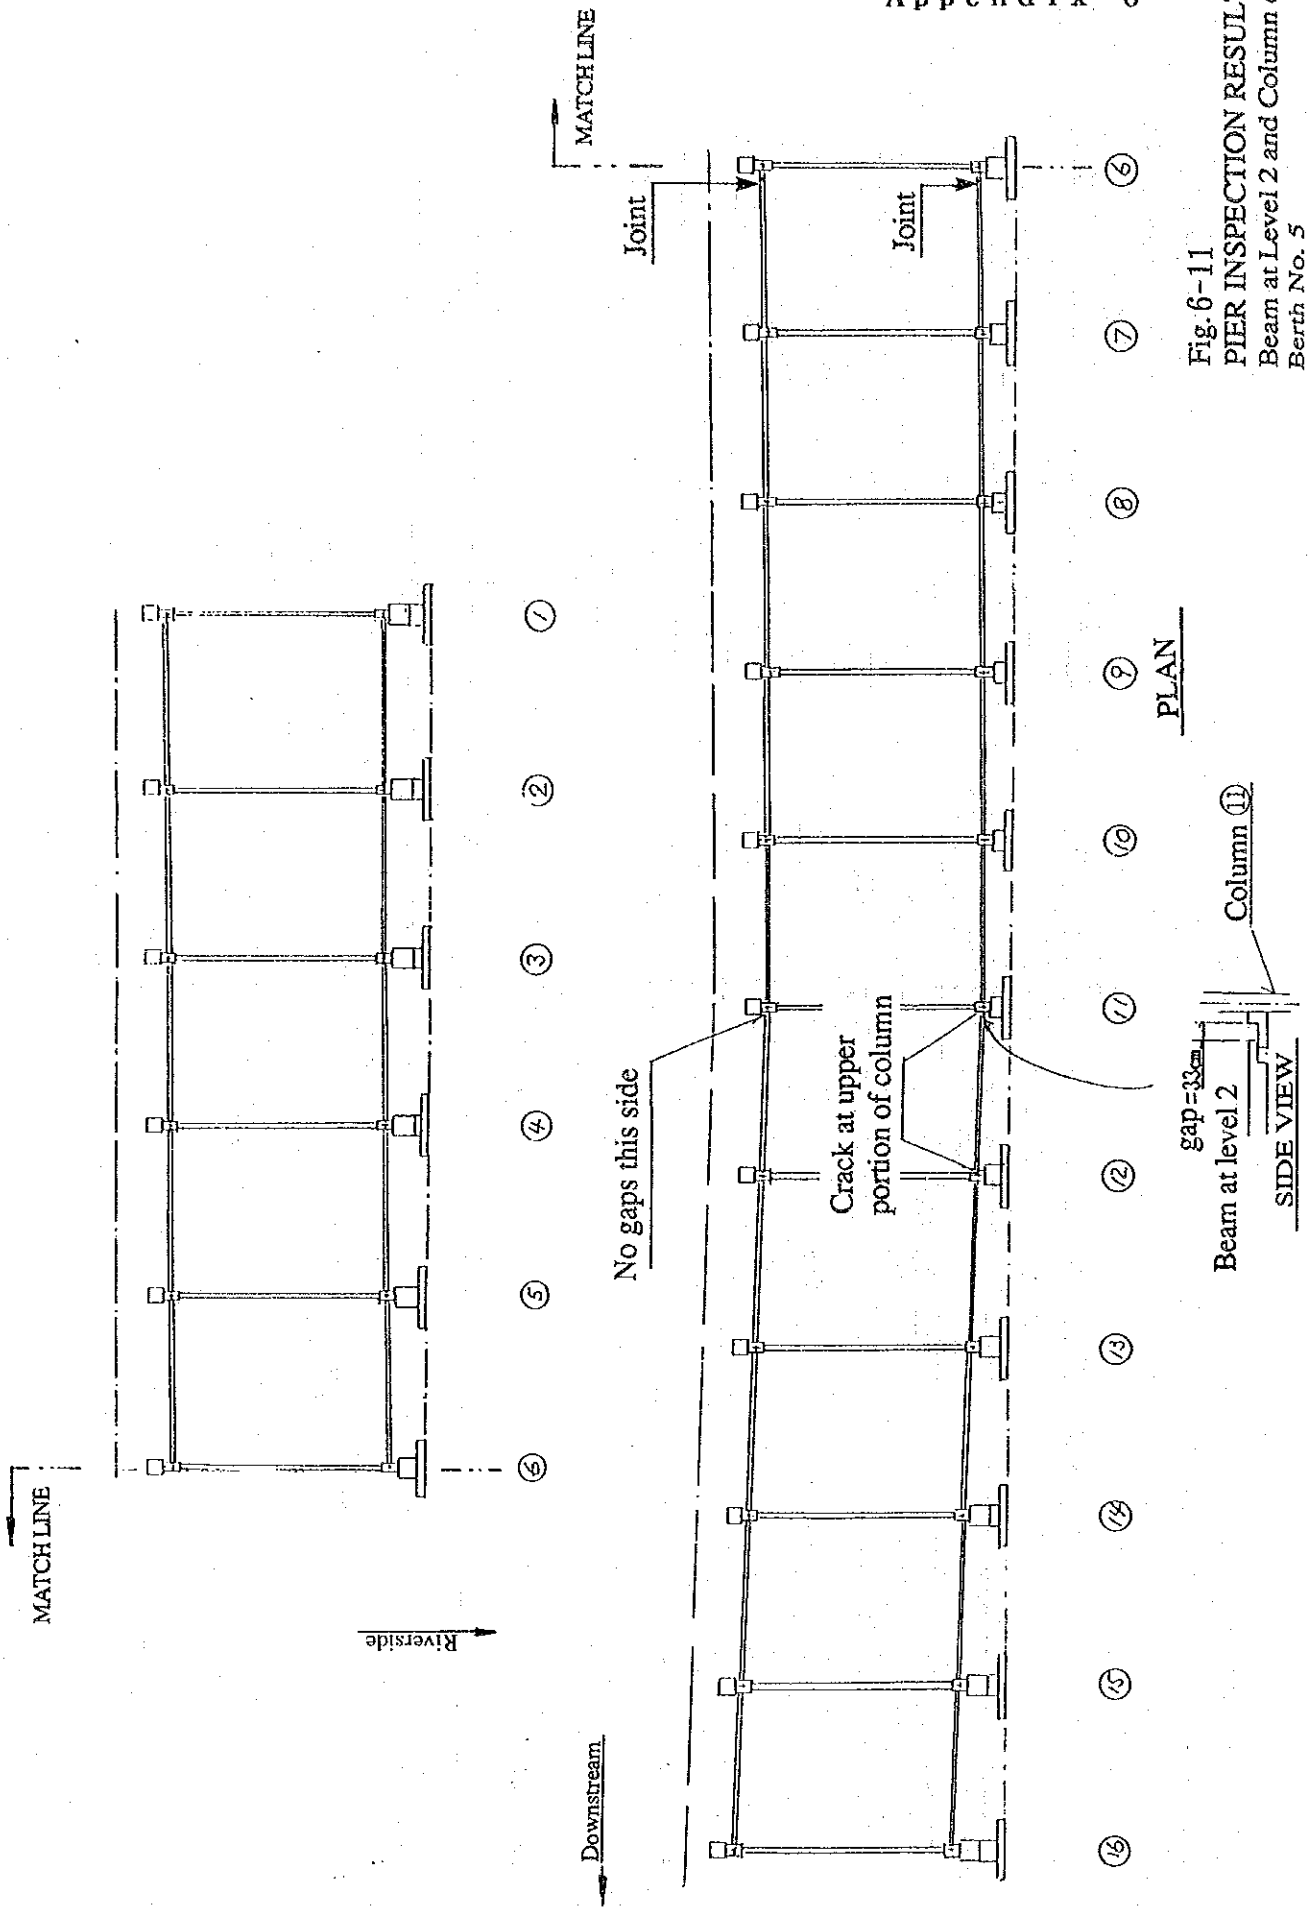 Appendix 6
MATCH LINE
①
②
③
④
⑤
⑥
Riverside
Downstream
MATCH LINE
Joint
Joint
No gaps this side
Crack at upper
portion of column
⑥
⑦
⑧
⑨
⑩
⑪
⑫
⑬
⑭
⑮
⑯
PLAN
gap=33cm
Beam at level 2
Column ⑪
SIDE VIEW
Fig. 6-11
PIER INSPECTION RESULT
Beam at Level 2 and Column
Berth No. 5